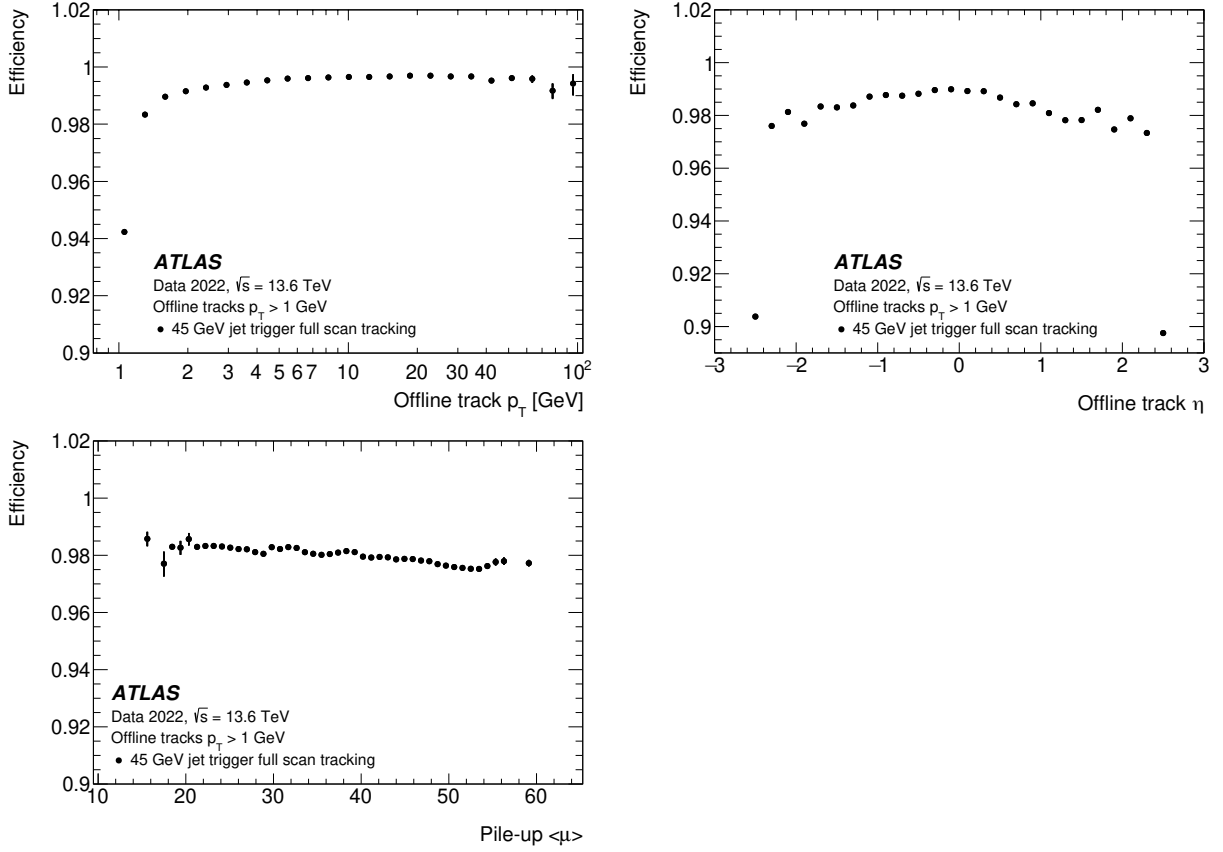 Efficiency
1.02
1
0.98
0.96
0.94
0.92
0.9
ATLAS
Data 2022, √s = 13.6 TeV
Offline tracks p_T > 1 GeV
45 GeV jet trigger full scan tracking
1 2 3 4 5 6 7 10 20 30 40 10²
Offline track p_T [GeV]
Efficiency
1.02
1
0.98
0.96
0.94
0.92
0.9
ATLAS
Data 2022, √s = 13.6 TeV
Offline tracks p_T > 1 GeV
45 GeV jet trigger full scan tracking
−3 −2 −1 0 1 2 3
Offline track η
Efficiency
1.02
1
0.98
0.96
0.94
0.92
0.9
ATLAS
Data 2022, √s = 13.6 TeV
Offline tracks p_T > 1 GeV
45 GeV jet trigger full scan tracking
10 20 30 40 50 60
Pile-up <μ>